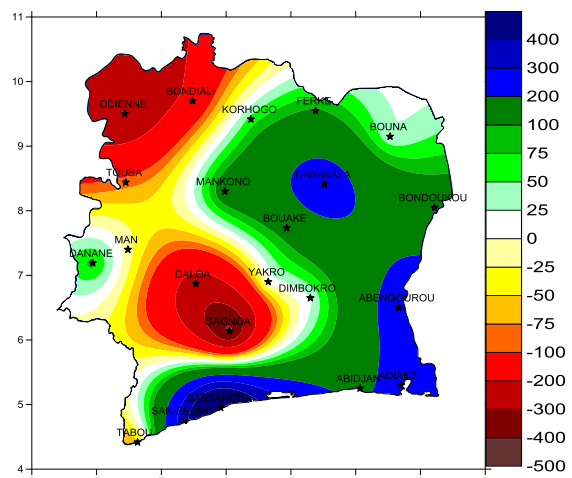 11
10
9
8
7
6
5
4
ODIENNE
BONDIALI
KORHOGO
FERKE
BOUNA
TOUBA
MANKONO
DABAKALA
BONDOUKOU
BOUAKE
MAN
DANANE
DALOA
YAKRO
DIMBOKRO
ABENGOUROU
GAGNOA
ABIDJAN
ADIAKE
SASSANDRA
SAN PEDRO
TABOU
400
300
200
100
75
50
25
0
-25
-50
-75
-100
-200
-300
-400
-500